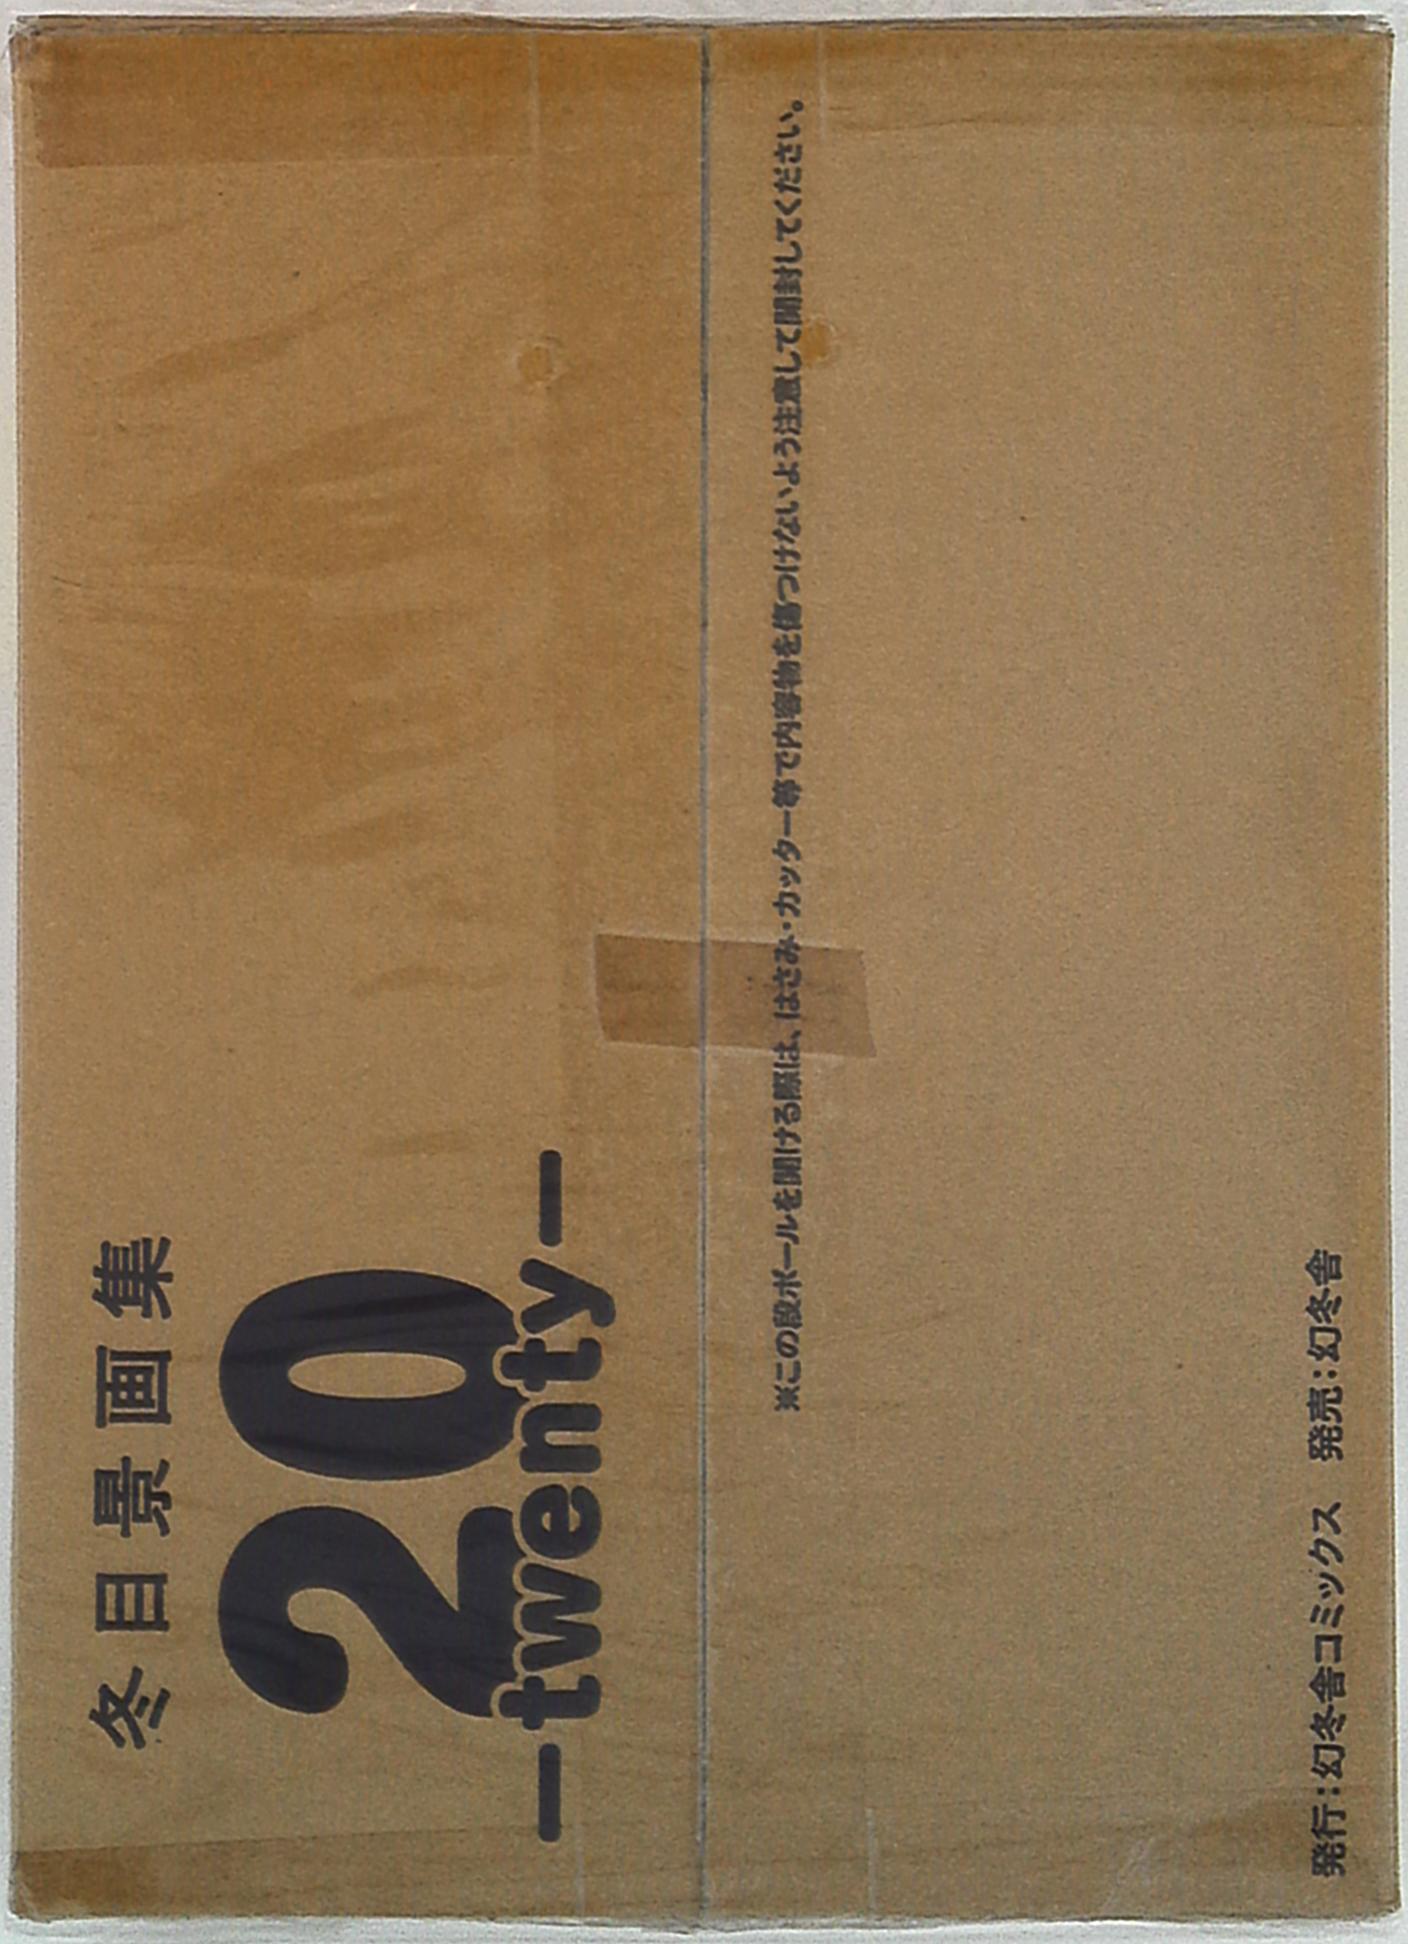 冬目景画集
20
―twenty―
※この段ボールを開ける際は、はさみ・カッター等で内容物を傷つけないよう注意して開封してください。
発行：幻冬舎コミックス　発売：幻冬舎